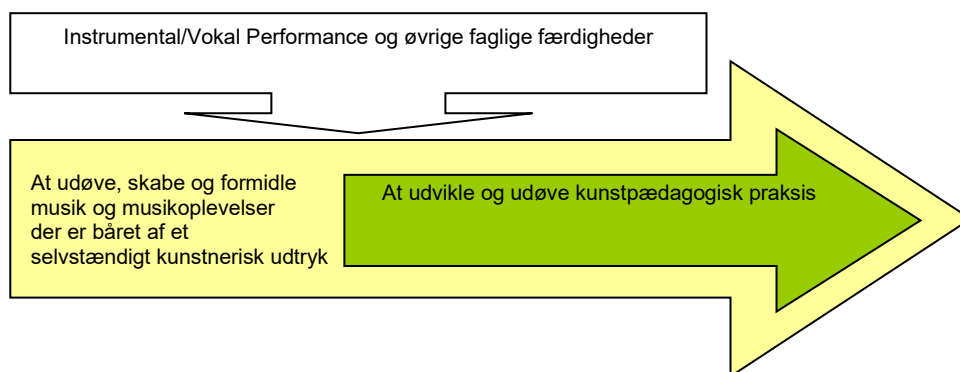 Instrumental/Vokal Performance og øvrige faglige færdigheder
At udøve, skabe og formidle
musik og musikoplevelser
der er båret af et
selvstændigt kunstnerisk udtryk
At udvikle og udøve kunstpædagogisk praksis